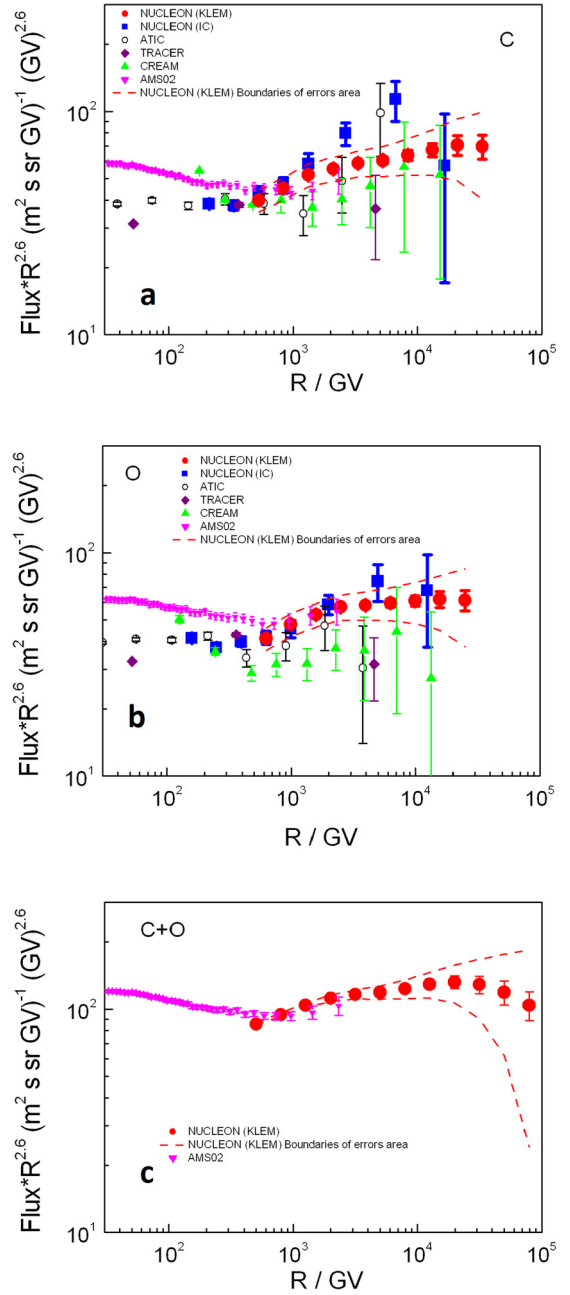 NUCLEON (KLEM)
NUCLEON (IC)
ATIC
TRACER
CREAM
AMS02
NUCLEON (KLEM) Boundaries of errors area
C
Flux*R^2.6 (m^2 s sr GV)^-1 (GV)^2.6
10^2
10^1
a
10^2 10^3 10^4 10^5
R / GV
NUCLEON (KLEM)
NUCLEON (IC)
ATIC
TRACER
CREAM
AMS02
NUCLEON (KLEM) Boundaries of errors area
O
Flux*R^2.6 (m^2 s sr GV)^-1 (GV)^2.6
10^2
10^1
b
10^2 10^3 10^4 10^5
R / GV
C+O
Flux*R^2.6 (m^2 s sr GV)^-1 (GV)^2.6
10^2
10^1
NUCLEON (KLEM)
NUCLEON (KLEM) Boundaries of errors area
AMS02
c
10^2 10^3 10^4 10^5
R / GV